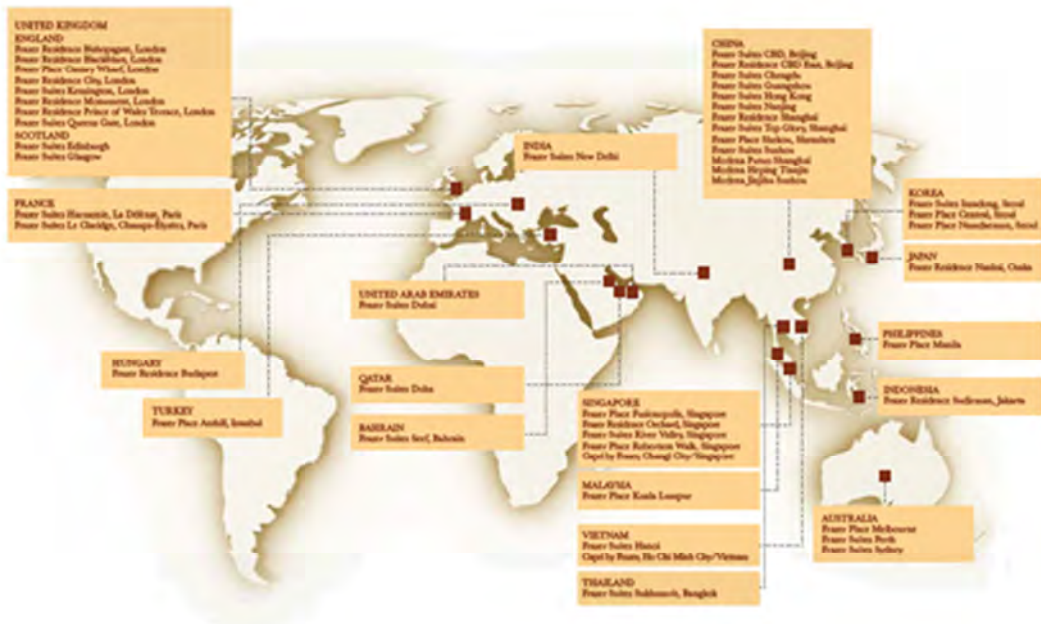 UNITED KINGDOM
ENGLAND
Fraser Residence Bishopsgate, London
Fraser Residence Blackfriars, London
Fraser Place Canary Wharf, London
Fraser Residence City, London
Fraser Suites Kensington, London
Fraser Residence Monument, London
Fraser Residence Prince of Wales Terrace, London
Fraser Suites Queens Gate, London
SCOTLAND
Fraser Suites Edinburgh
Fraser Suites Glasgow
FRANCE
Fraser Suites Harmonie, La Défense, Paris
Fraser Suites Le Claridge, Champs-Élysées, Paris
HUNGARY
Fraser Residence Budapest
TURKEY
Fraser Place Anthill, Istanbul
INDIA
Fraser Suites New Delhi
UNITED ARAB EMIRATES
Fraser Suites Dubai
QATAR
Fraser Suites Doha
BAHRAIN
Fraser Suites Seef, Bahrain
CHINA
Fraser Suites CBD, Beijing
Fraser Residence CBD East, Beijing
Fraser Suites Chengdu
Fraser Suites Guangzhou
Fraser Suites Hong Kong
Fraser Suites Nanjing
Fraser Residence Shanghai
Fraser Suites Top Glory, Shanghai
Fraser Place Shekou, Shenzhen
Fraser Suites Suzhou
Modena Putuo Shanghai
Modena Heping Tianjin
Modena Jinjihu Suzhou
KOREA
Fraser Suites Insadong, Seoul
Fraser Place Central, Seoul
Fraser Place Namdaemun, Seoul
JAPAN
Fraser Residence Nankai, Osaka
PHILIPPINES
Fraser Place Manila
INDONESIA
Fraser Residence Sudirman, Jakarta
SINGAPORE
Fraser Place Fusionopolis, Singapore
Fraser Residence Orchard, Singapore
Fraser Suites River Valley, Singapore
Fraser Place Robertson Walk, Singapore
Capri by Fraser, Changi City/Singapore
MALAYSIA
Fraser Place Kuala Lumpur
VIETNAM
Fraser Suites Hanoi
Capri by Fraser, Ho Chi Minh City/Vietnam
THAILAND
Fraser Suites Sukhumvit, Bangkok
AUSTRALIA
Fraser Place Melbourne
Fraser Suites Perth
Fraser Suites Sydney